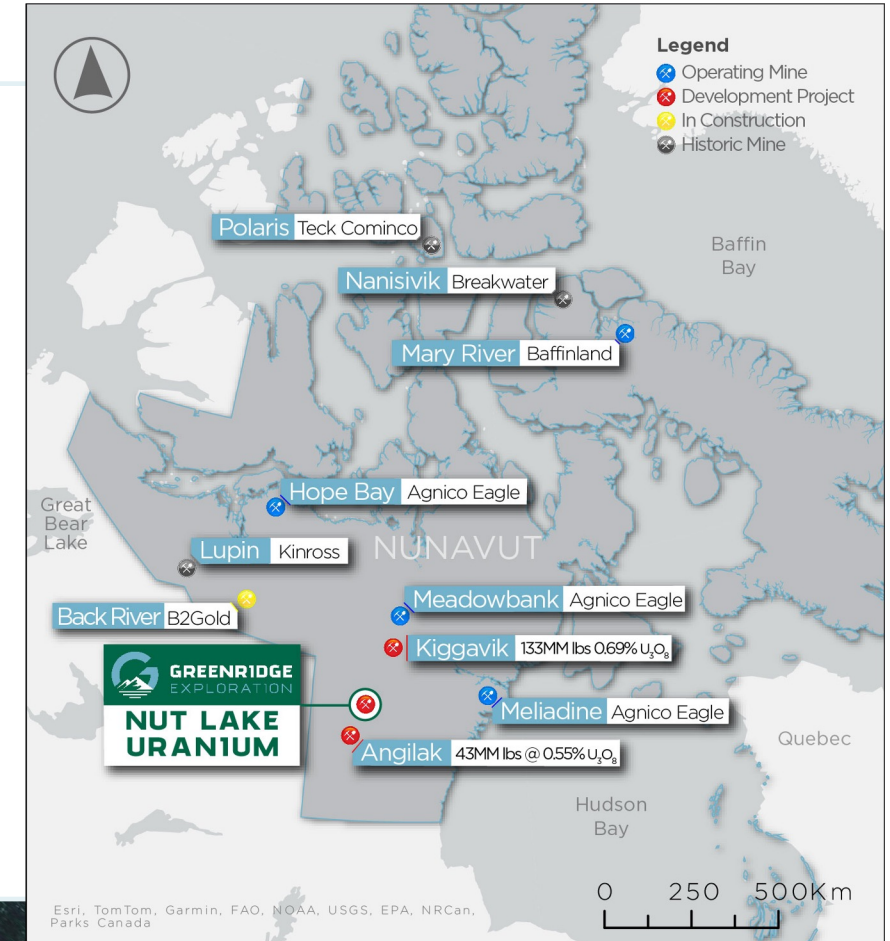 Legend
Operating Mine
Development Project
In Construction
Historic Mine
Polaris Teck Cominco
Baffin
Bay
Nanisivik Breakwater
Mary River Baffinland
Hope Bay Agnico Eagle
Great
Bear
Lake
NUNAVUT
Lupin Kinross
Back River B2Gold
Meadowbank Agnico Eagle
Kiggavik 133MM lbs 0.69% U₃O₈
GREENR1DGE
EXPLORATION
NUT LAKE
URAN1UM
Meliadine Agnico Eagle
Angilak 43MM lbs @ 0.55% U₃O₈
Quebec
Hudson
Bay
0 250 500Km
Esri, TomTom, Garmin, FAO, NOAA, USGS, EPA, NRCan,
Parks Canada